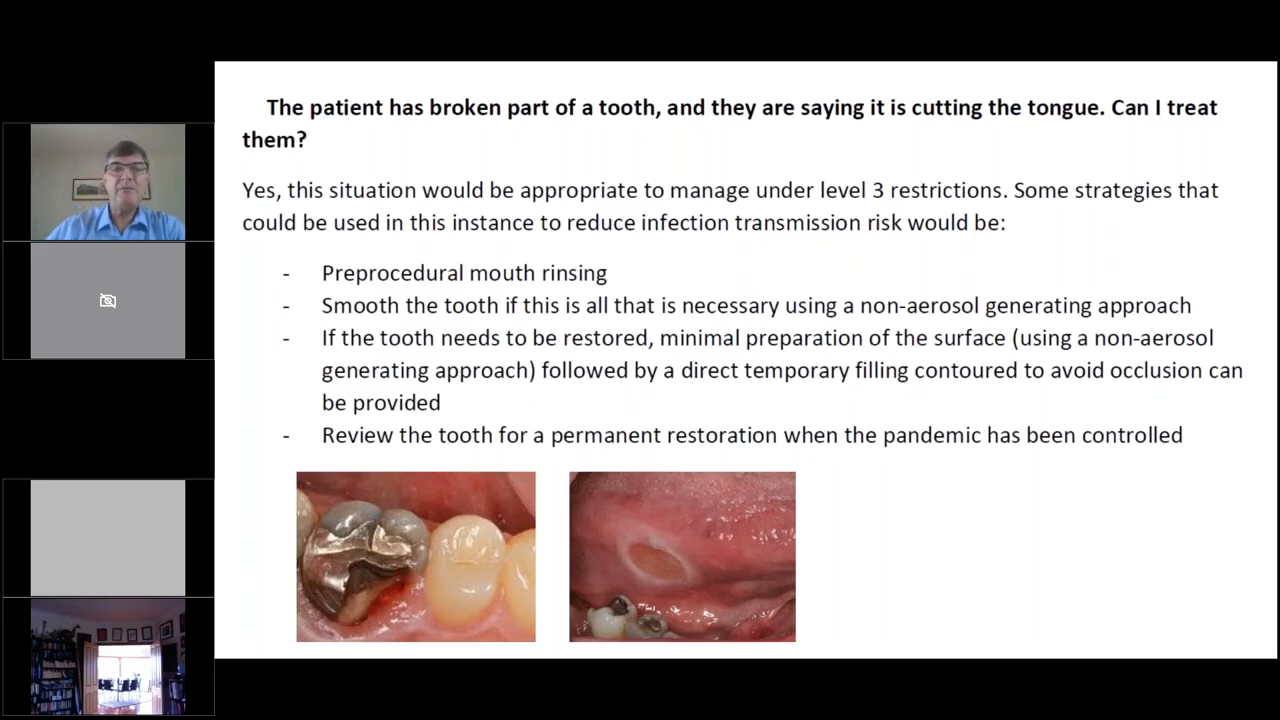 The patient has broken part of a tooth, and they are saying it is cutting the tongue. Can I treat
them?
Yes, this situation would be appropriate to manage under level 3 restrictions. Some strategies that
could be used in this instance to reduce infection transmission risk would be:
- Preprocedural mouth rinsing
- Smooth the tooth if this is all that is necessary using a non-aerosol generating approach
- If the tooth needs to be restored, minimal preparation of the surface (using a non-aerosol
generating approach) followed by a direct temporary filling contoured to avoid occlusion can
be provided
- Review the tooth for a permanent restoration when the pandemic has been controlled